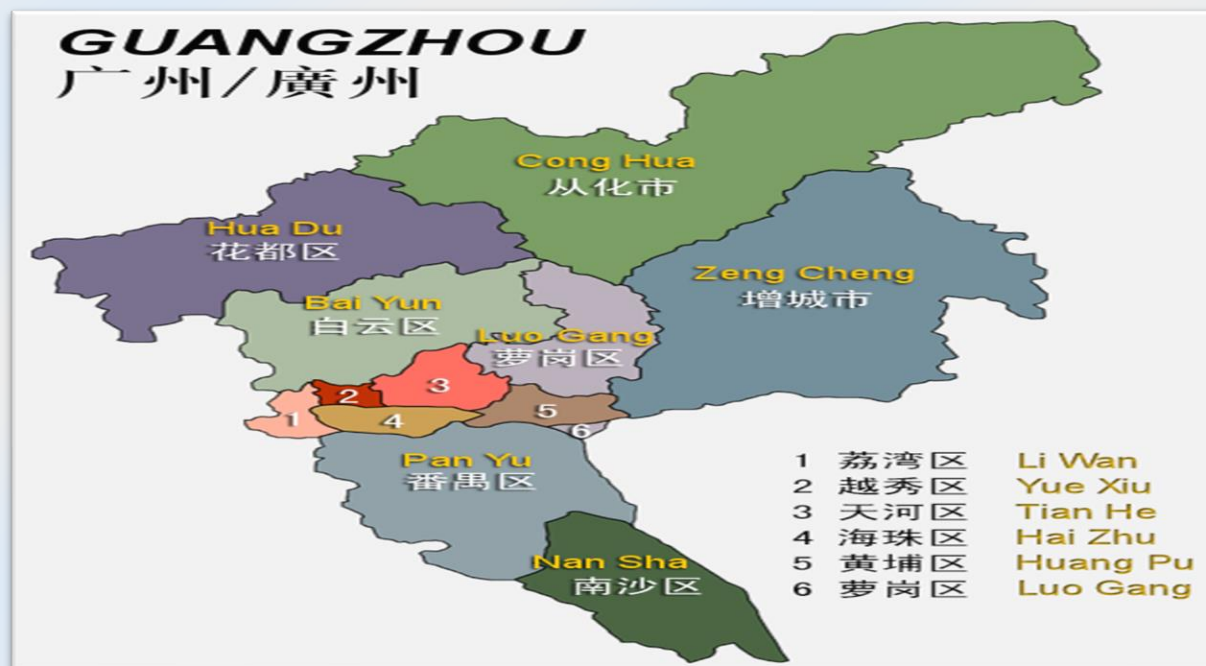 GUANGZHOU
广州/廣州
Cong Hua
从化市
Hua Du
花都区
Zeng Cheng
增城市
Bai Yun
白云区
Luo Gang
萝岗区
3
2
1
4
5
6
Pan Yu
番禺区
Nan Sha
南沙区
1 荔湾区 Li Wan
2 越秀区 Yue Xiu
3 天河区 Tian He
4 海珠区 Hai Zhu
5 黄埔区 Huang Pu
6 萝岗区 Luo Gang